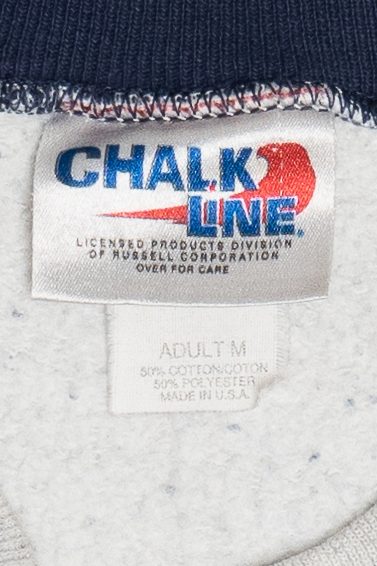 CHALK
LINE®
LICENSED PRODUCTS DIVISION
OF RUSSELL CORPORATION
OVER FOR CARE
ADULT M
50% COTTON/COTON
50% POLYESTER
MADE IN U.S.A.